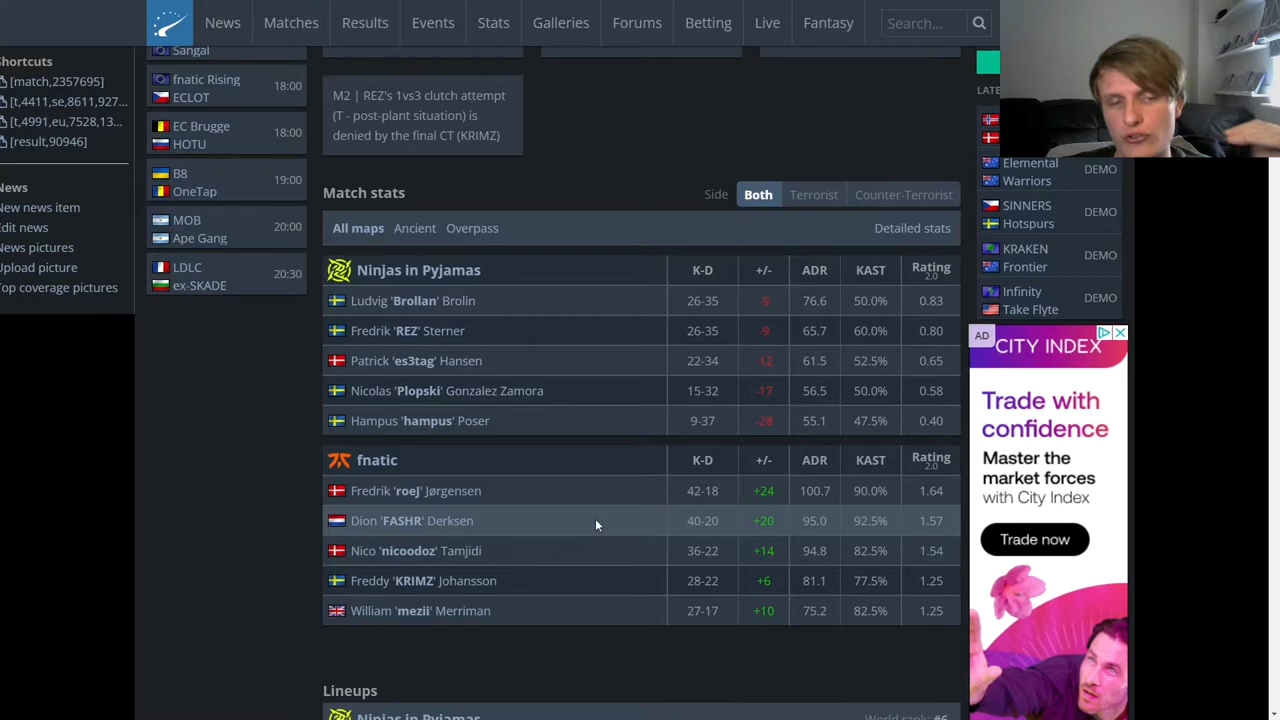 News Matches Results Events Stats Galleries Forums Betting Live Fantasy Search...
Shortcuts
[match,2357695]
[t,4411,se,8611,927...
[t,4991,eu,7528,13...
[result,90946]
News
New news item
Edit news
News pictures
Upload picture
Top coverage pictures
Sangal
fnatic Rising
ECLOT
18:00
EC Brugge
HOTU
18:00
B8
OneTap
19:00
MOB
Ape Gang
20:00
LDLC
ex-SKADE
20:30
M2 | REZ's 1vs3 clutch attempt
(T - post-plant situation) is
denied by the final CT (KRIMZ)
Match stats
Side Both Terrorist Counter-Terrorist
All maps Ancient Overpass Detailed stats
Ninjas in Pyjamas K-D +/- ADR KAST Rating 2.0
Ludvig 'Brollan' Brolin 26-35 -9 76.6 50.0% 0.83
Fredrik 'REZ' Sterner 26-35 -9 65.7 60.0% 0.80
Patrick 'es3tag' Hansen 22-34 -12 61.5 52.5% 0.65
Nicolas 'Plopski' Gonzalez Zamora 15-32 -17 56.5 50.0% 0.58
Hampus 'hampus' Poser 9-37 -28 55.1 47.5% 0.40
fnatic K-D +/- ADR KAST Rating 2.0
Fredrik 'roeJ' Jørgensen 42-18 +24 100.7 90.0% 1.64
Dion 'FASHR' Derksen 40-20 +20 95.0 92.5% 1.57
Nico 'nicoodoz' Tamjidi 36-22 +14 94.8 82.5% 1.54
Freddy 'KRIMZ' Johansson 28-22 +6 81.1 77.5% 1.25
William 'mezii' Merriman 27-17 +10 75.2 82.5% 1.25
Lineups
Ninjas in Pyjamas World rank: #6
Elemental
Warriors
DEMO
SINNERS
Hotspurs
DEMO
KRAKEN
Frontier
DEMO
Infinity
Take Flyte
DEMO
AD
CITY INDEX
Trade with
confidence
Master the
market forces
with City Index
Trade now